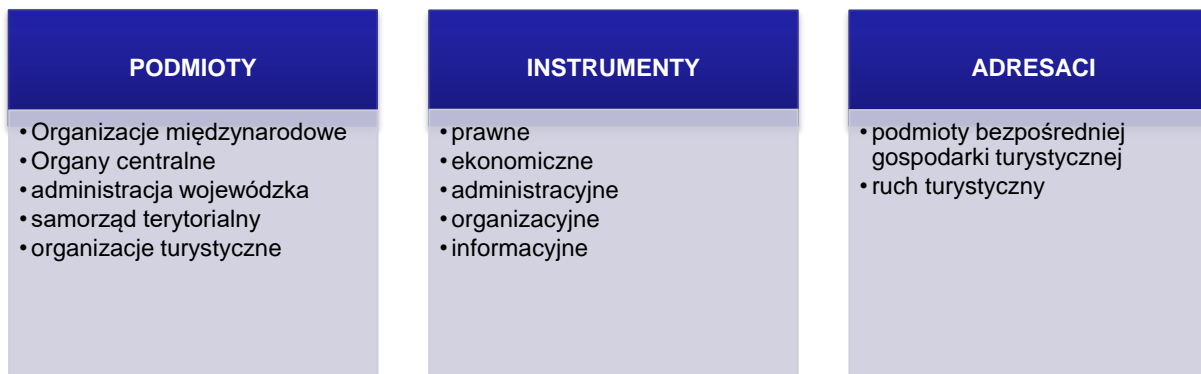 PODMIOTY
• Organizacje międzynarodowe
• Organy centralne
• administracja wojewódzka
• samorząd terytorialny
• organizacje turystyczne
INSTRUMENTY
• prawne
• ekonomiczne
• administracyjne
• organizacyjne
• informacyjne
ADRESACI
• podmioty bezpośredniej
gospodarki turystycznej
• ruch turystyczny